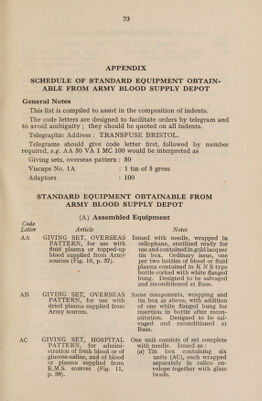 73
APPENDIX
SCHEDULE OF STANDARD EQUIPMENT OBTAIN-
ABLE FROM ARMY BLOOD SUPPLY DEPOT
General Notes
This list is compiled to assist in the composition of indents.
The code letters are designed to facilitate orders by telegram and
to avoid ambiguity ; they should be quoted on all indents.
Telegraphic Address : TRANSFUSE BRISTOL.
Telegrams should give code letter first, followed by number
required, e.g. AA 50 VA 1 MC 100 would be interpreted as
Giving sets, overseas pattern : 50
Viscaps No. 1A : 1 tin of 5 gross
Adaptors : 100
STANDARD EQUIPMENT OBTAINABLE FROM
ARMY BLOOD SUPPLY DEPOT
(A) Assembled Equipment
Code
Letter Article Notes
AA GIVING SET, OVERSEAS
PATTERN, for use with
fluid plasma or topped-up
blood supplied from Army
sources (Fig. 10, p. 37).
Issued with needle, wrapped in
cellophane, sterilised ready for
use and contained in gold lacquer
tin box. Ordinary issue, one
per two bottles of blood or fluid
plasma contained in K N S type
bottle corked with white flanged
bung. Designed to be salvaged
and reconditioned at Base.
AB GIVING SET, OVERSEAS
PATTERN, for use with
dried plasma supplied from
Army sources.
Same components, wrapping and
tin box as above, with addition
of one white flanged bung for
insertion in bottle after recon-
stitution. Designed to be sal-
vaged and reconditioned at
Base.
AC GIVING SET, HOSPITAL
PATTERN, for admini-
stration of fresh blood or of
glucose-saline, and of blood
or plasma supplied from
E.M.S. sources (Fig. 11,
p. 38).
One unit consists of set complete
with needle. Issued as :
(a) Tin box containing six
units (AC), each wrapped
separately in calico en-
velope together with glass
beads.